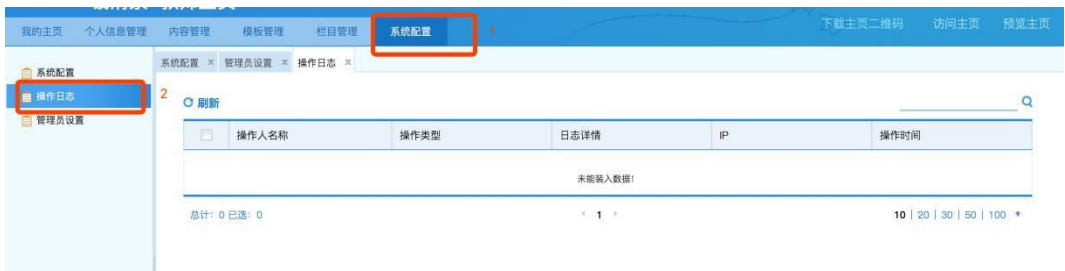 我的主页 个人信息管理 内容管理 模板管理 栏目管理 系统配置 1 下载主页二维码 访问主页 预览主页
系统配置 系统配置 × 管理员设置 × 操作日志 ×
操作日志 2 刷新
管理员设置
操作人名称 操作类型 日志详情 IP 操作时间
未能装入数据!
总计: 0 已选: 0 1 10 | 20 | 30 | 50 | 100